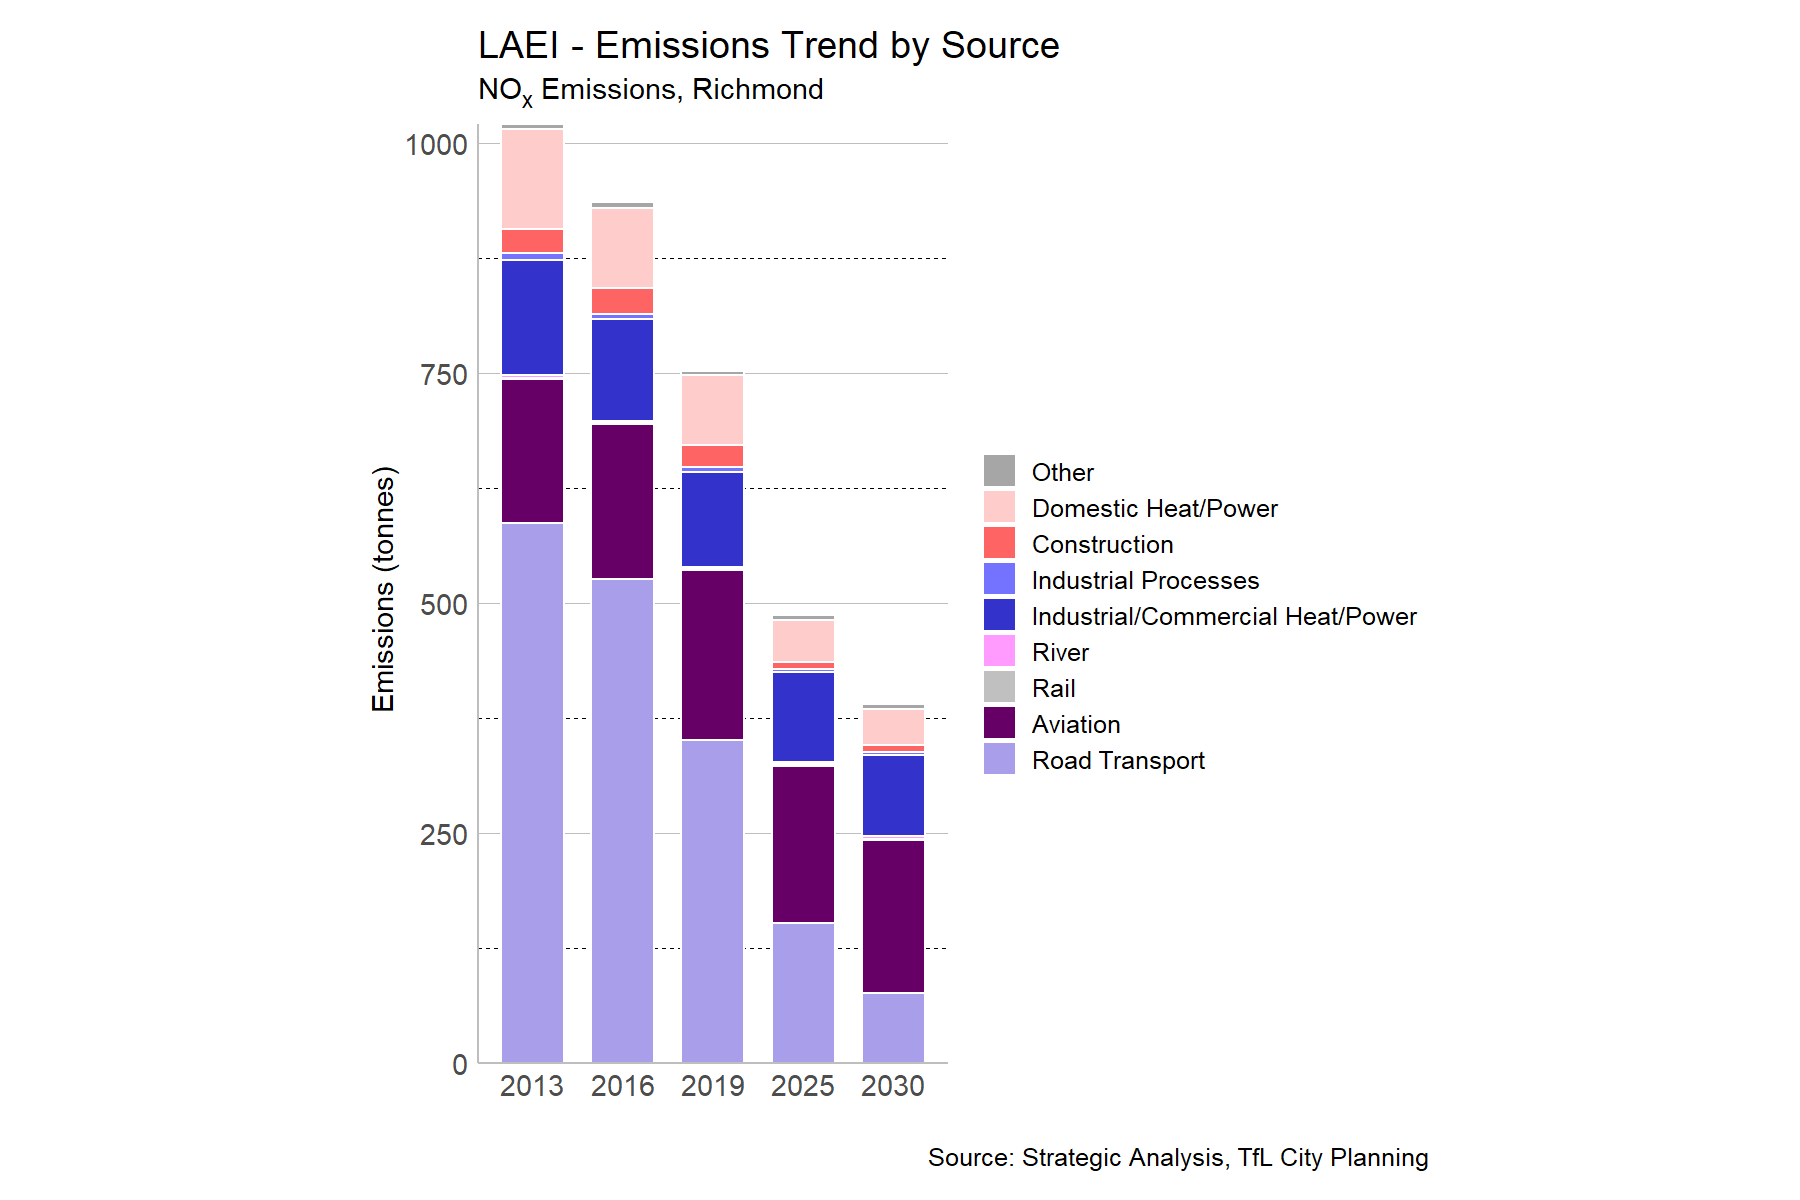 LAEI - Emissions Trend by Source
NOx Emissions, Richmond
Emissions (tonnes)
1000
750
500
250
0
2013 2016 2019 2025 2030
Other
Domestic Heat/Power
Construction
Industrial Processes
Industrial/Commercial Heat/Power
River
Rail
Aviation
Road Transport
Source: Strategic Analysis, TfL City Planning